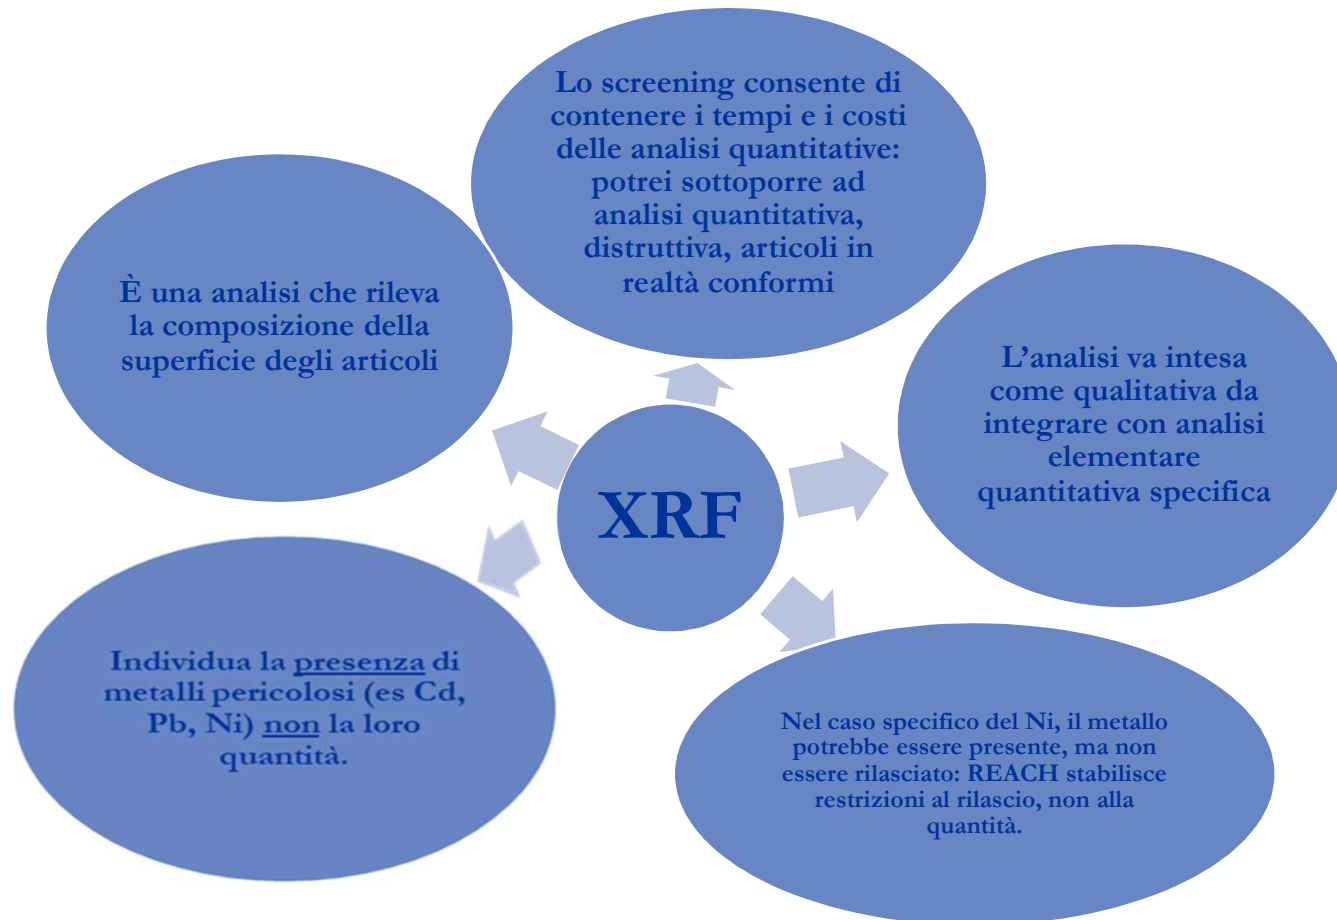 Lo screening consente di
contenere i tempi e i costi
delle analisi quantitative:
potrei sottoporre ad
analisi quantitativa,
distruttiva, articoli in
realtà conformi
È una analisi che rileva
la composizione della
superficie degli articoli
L’analisi va intesa
come qualitativa da
integrare con analisi
elementare
quantitativa specifica
XRF
Individua la presenza di
metalli pericolosi (es Cd,
Pb, Ni) non la loro
quantità.
Nel caso specifico del Ni, il metallo
potrebbe essere presente, ma non
essere rilasciato: REACH stabilisce
restrizioni al rilascio, non alla
quantità.